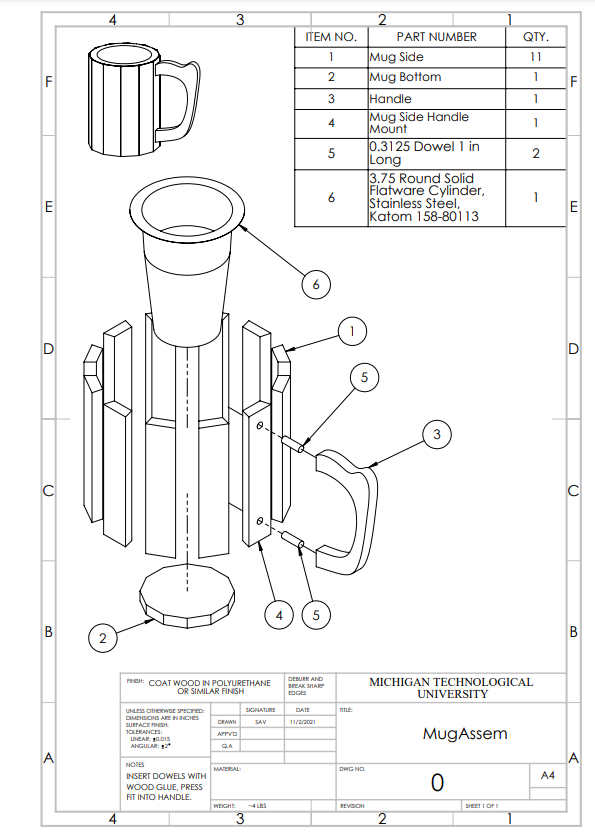 4 3 2 1
ITEM NO. PART NUMBER QTY.
1 Mug Side 11
2 Mug Bottom 1
3 Handle 1
4 Mug Side Handle
Mount 1
5 0.3125 Dowel 1 in
Long 2
6 3.75 Round Solid
Flatware Cylinder,
Stainless Steel,
Katom 158-80113 1
F F
E E
6
1
D D
5
3
C C
4 5
2
B B
FINISH: COAT WOOD IN POLYURETHANE
OR SIMILAR FINISH
DEBURR AND
BREAK SHARP
EDGES
MICHIGAN TECHNOLOGICAL
UNIVERSITY
UNLESS OTHERWISE SPECIFIED:
DIMENSIONS ARE IN INCHES
SURFACE FINISH:
TOLERANCES:
LINEAR: ±0.015
ANGULAR: ±2°
SIGNATURE DATE
DRAWN SAV 11/2/2021
APPV'D
Q.A
TITLE:
MugAssem
A A
NOTES
INSERT DOWELS WITH
WOOD GLUE, PRESS
FIT INTO HANDLE.
MATERIAL:
DWG NO.
0
A4
WEIGHT: ~4 LBS
REVISION
SHEET 1 OF 1
4 3 2 1